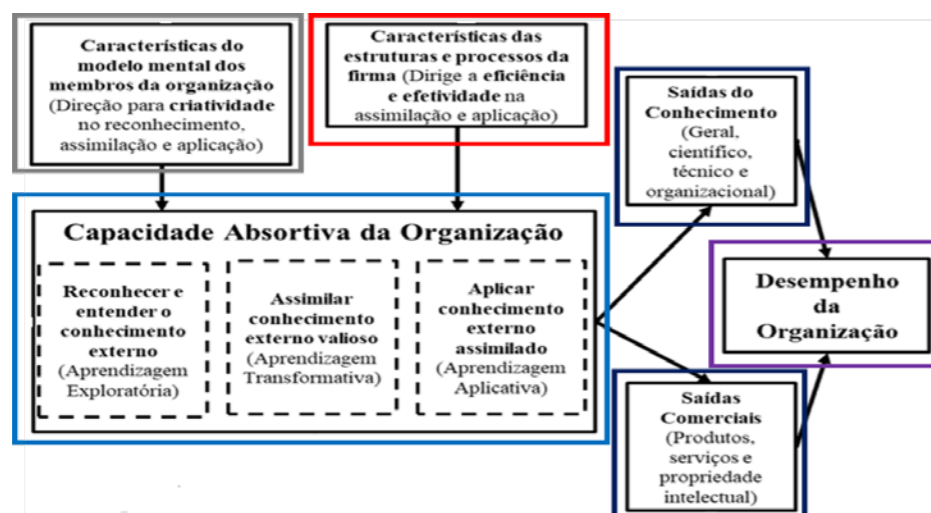 Características do
modelo mental dos
membros da organização
(Direção para criatividade
no reconhecimento,
assimilação e aplicação)
Características das
estruturas e processos da
firma (Dirige a eficiência
e efetividade na
assimilação e aplicação)
Saídas do
Conhecimento
(Geral,
científico,
técnico e
organizacional)
Capacidade Absortiva da Organização
Reconhecer e
entender o
conhecimento
externo
(Aprendizagem
Exploratória)
Assimilar
conhecimento
externo valioso
(Aprendizagem
Transformativa)
Aplicar
conhecimento
externo
assimilado
(Aprendizagem
Aplicativa)
Desempenho
da
Organização
Saídas
Comerciais
(Produtos,
serviços e
propriedade
intelectual)